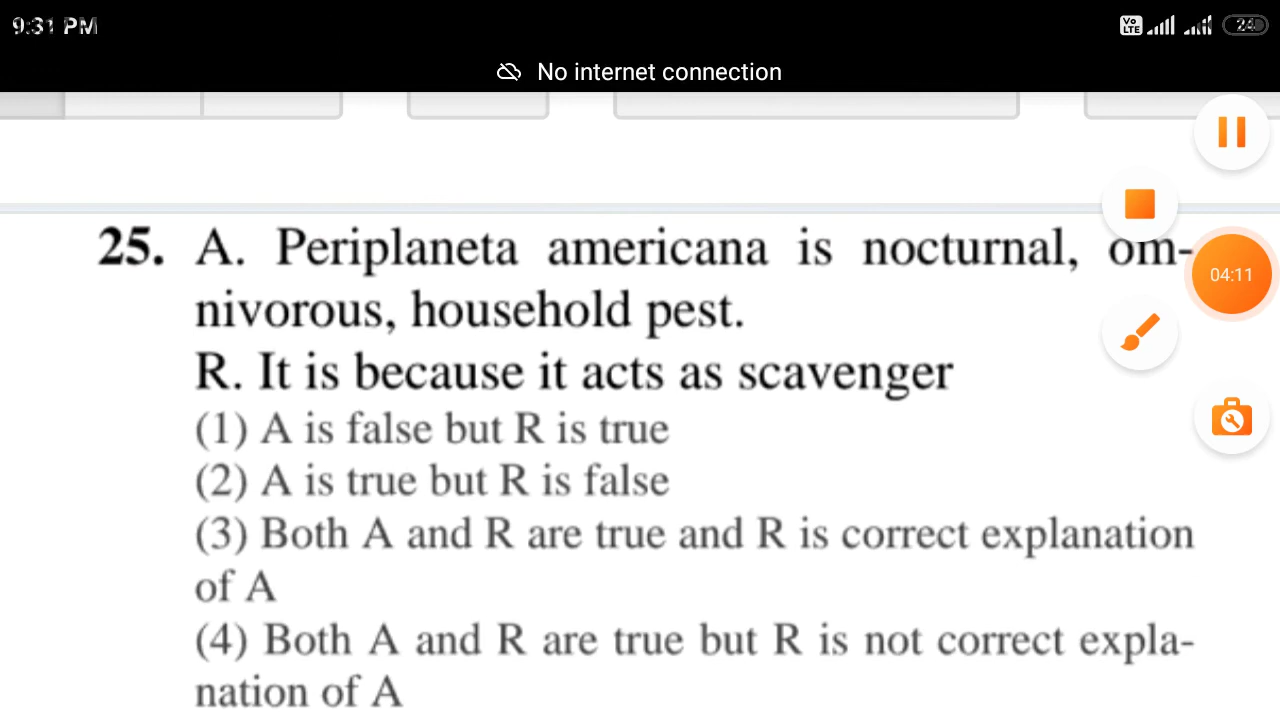 9:31 PM
Vo LTE
24
No internet connection
04:11
25. A. Periplaneta americana is nocturnal, om-
nivorous, household pest.
R. It is because it acts as scavenger
(1) A is false but R is true
(2) A is true but R is false
(3) Both A and R are true and R is correct explanation
of A
(4) Both A and R are true but R is not correct expla-
nation of A